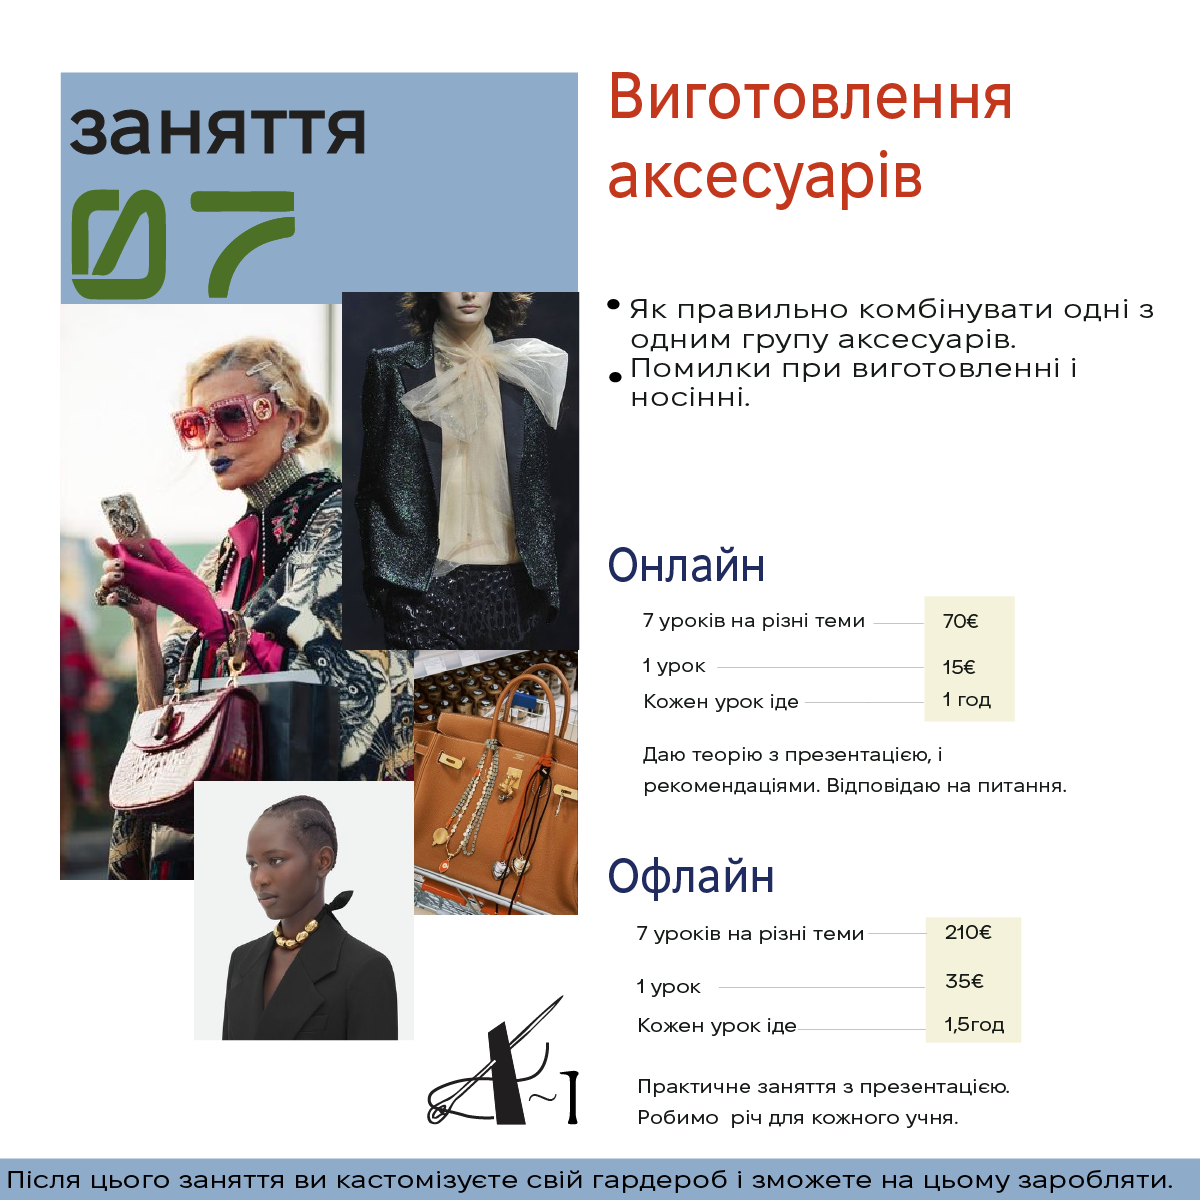 заняття
07
Виготовлення
аксесуарів
• Як правильно комбінувати одні з
одним групу аксесуарів.
• Помилки при виготовленні і
носінні.
Онлайн
7 уроків на різні теми 70€
1 урок 15€
Кожен урок іде 1 год
Даю теорію з презентацією, і
рекомендаціями. Відповідаю на питання.
Офлайн
7 уроків на різні теми 210€
1 урок 35€
Кожен урок іде 1,5год
Практичне заняття з презентацією.
Робимо річ для кожного учня.
A~1
Після цього заняття ви кастомізуєте свій гардероб і зможете на цьому заробляти.